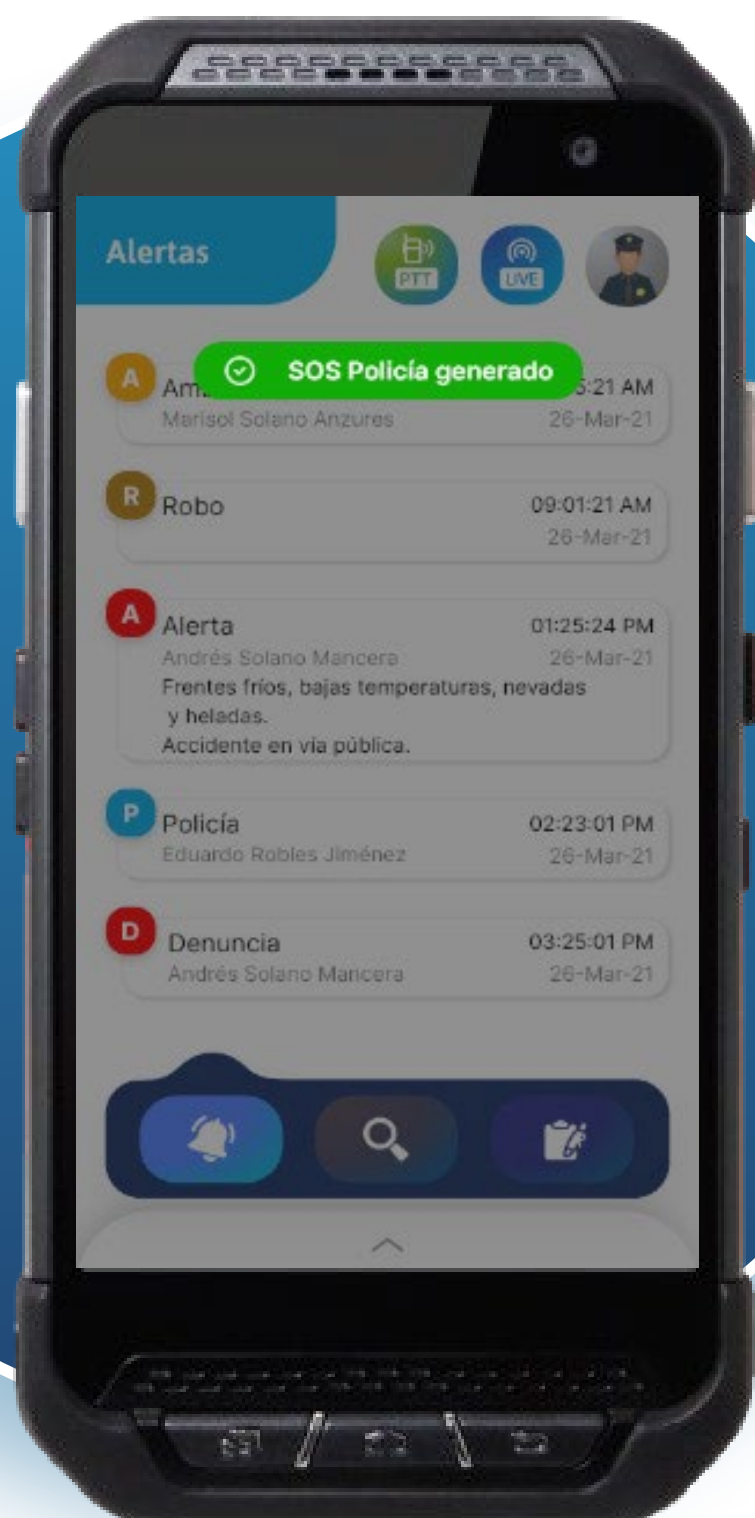 Alertas
PTT
LIVE
SOS Policía generado
A
5:21 AM
Marisol Solano Anzures
26-Mar-21
R
Robo
09:01:21 AM
26-Mar-21
A
Alerta
01:25:24 PM
Andrés Solano Mancera
26-Mar-21
Frentes fríos, bajas temperaturas, nevadas
y heladas.
Accidente en vía pública.
P
Policía
02:23:01 PM
Eduardo Robles Jiménez
26-Mar-21
D
Denuncia
03:25:01 PM
Andrés Solano Mancera
26-Mar-21